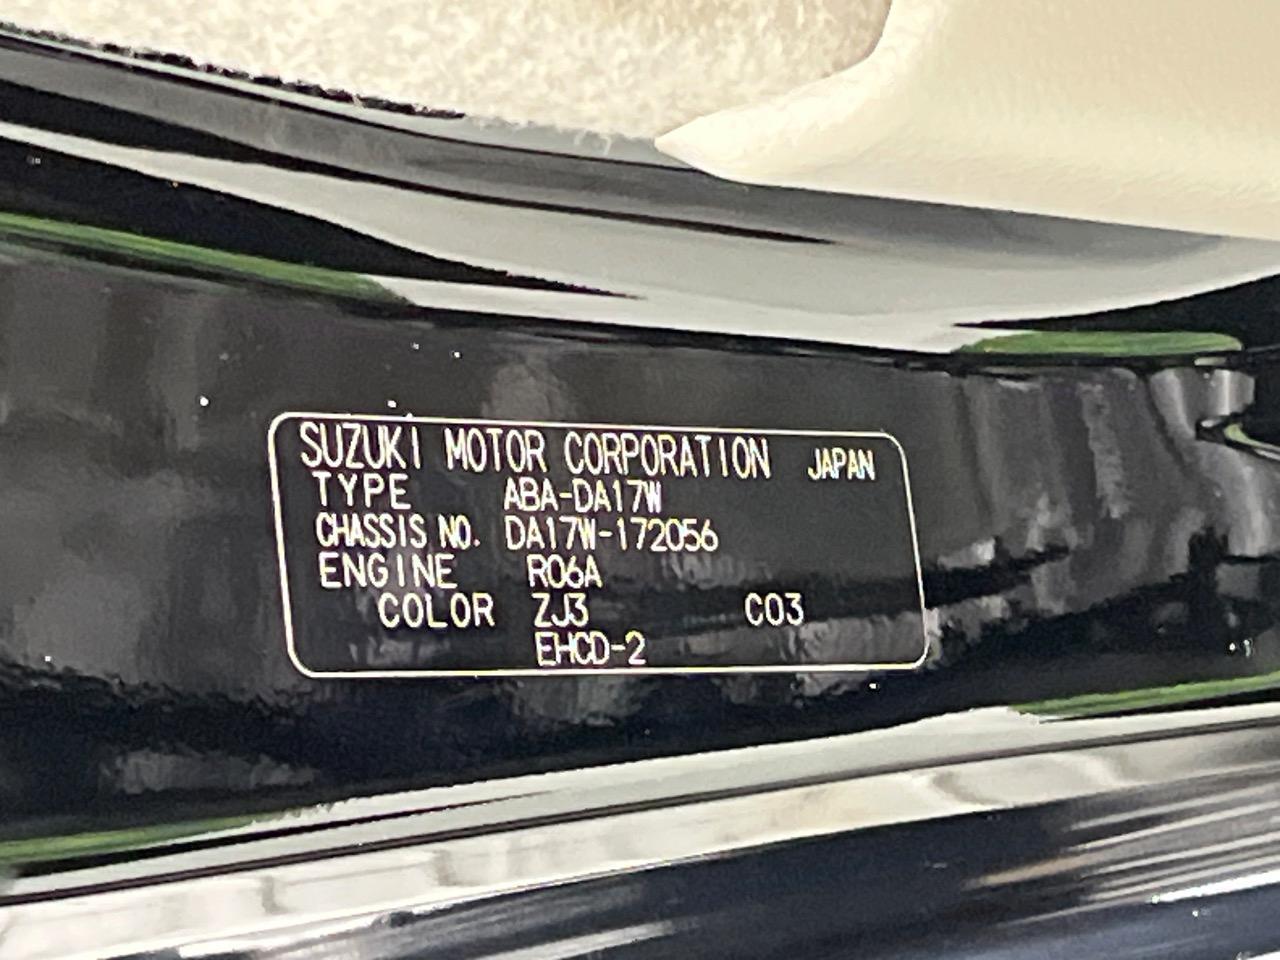 SUZUKI MOTOR CORPORATION JAPAN
TYPE ABA-DA17W
CHASSIS NO. DA17W-172056
ENGINE R06A
COLOR ZJ3 C03
EHCD-2